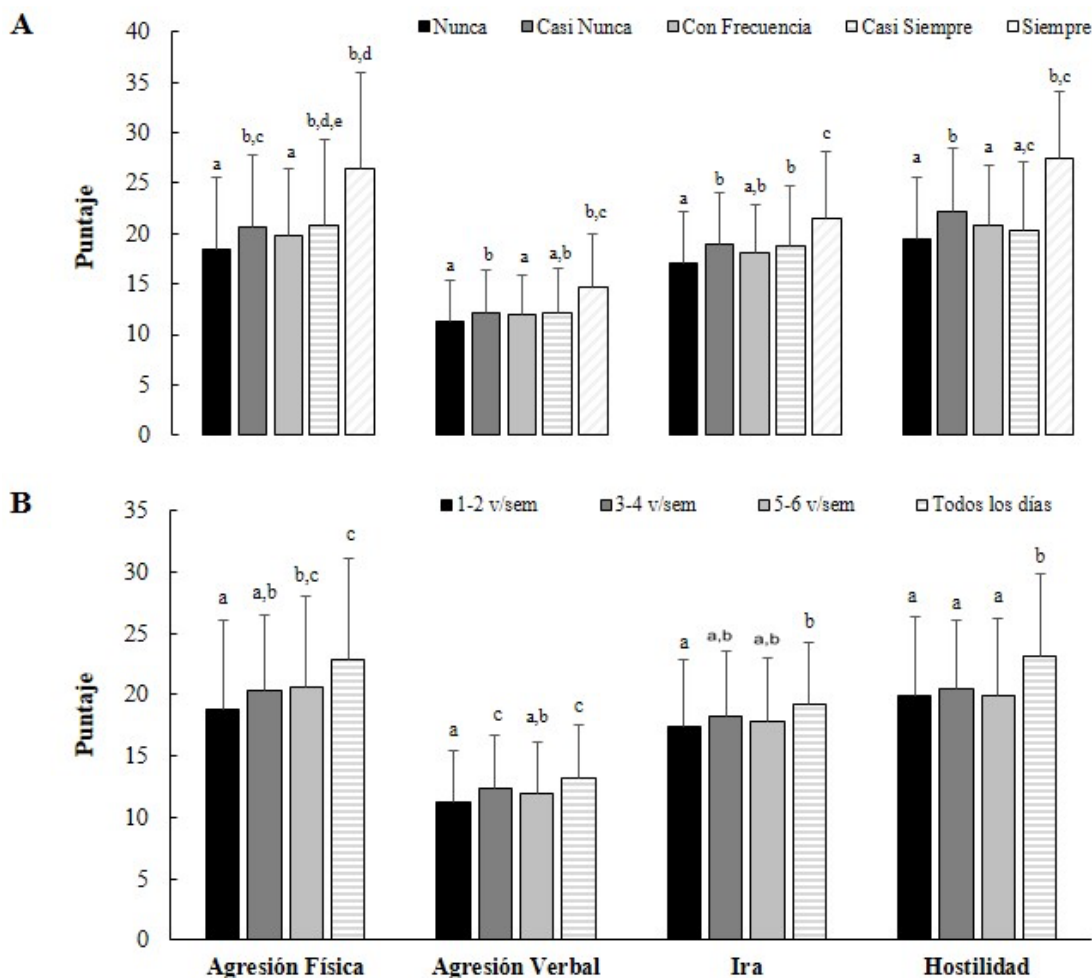 A
Nunca Casi Nunca Con Frecuencia Casi Siempre Siempre
40
35
30
25
20
15
10
5
0
Puntaje
a b,c a b,d,e b,d
a b a a,b b,c
a b a,b b c
a b a a,c b,c
B
1-2 v/sem 3-4 v/sem 5-6 v/sem Todos los días
35
30
25
20
15
10
5
0
Puntaje
a a,b b,c c
a c a,b c
a a,b a,b b
a a a b
Agresión Física Agresión Verbal Ira Hostilidad